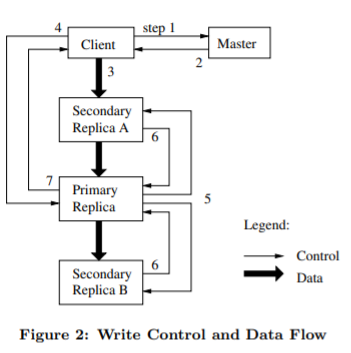 4
step 1
Client
Master
2
3
Secondary
Replica A
6
7
Primary
Replica
5
Legend:
Control
6
Secondary
Replica B
Data
Figure 2: Write Control and Data Flow